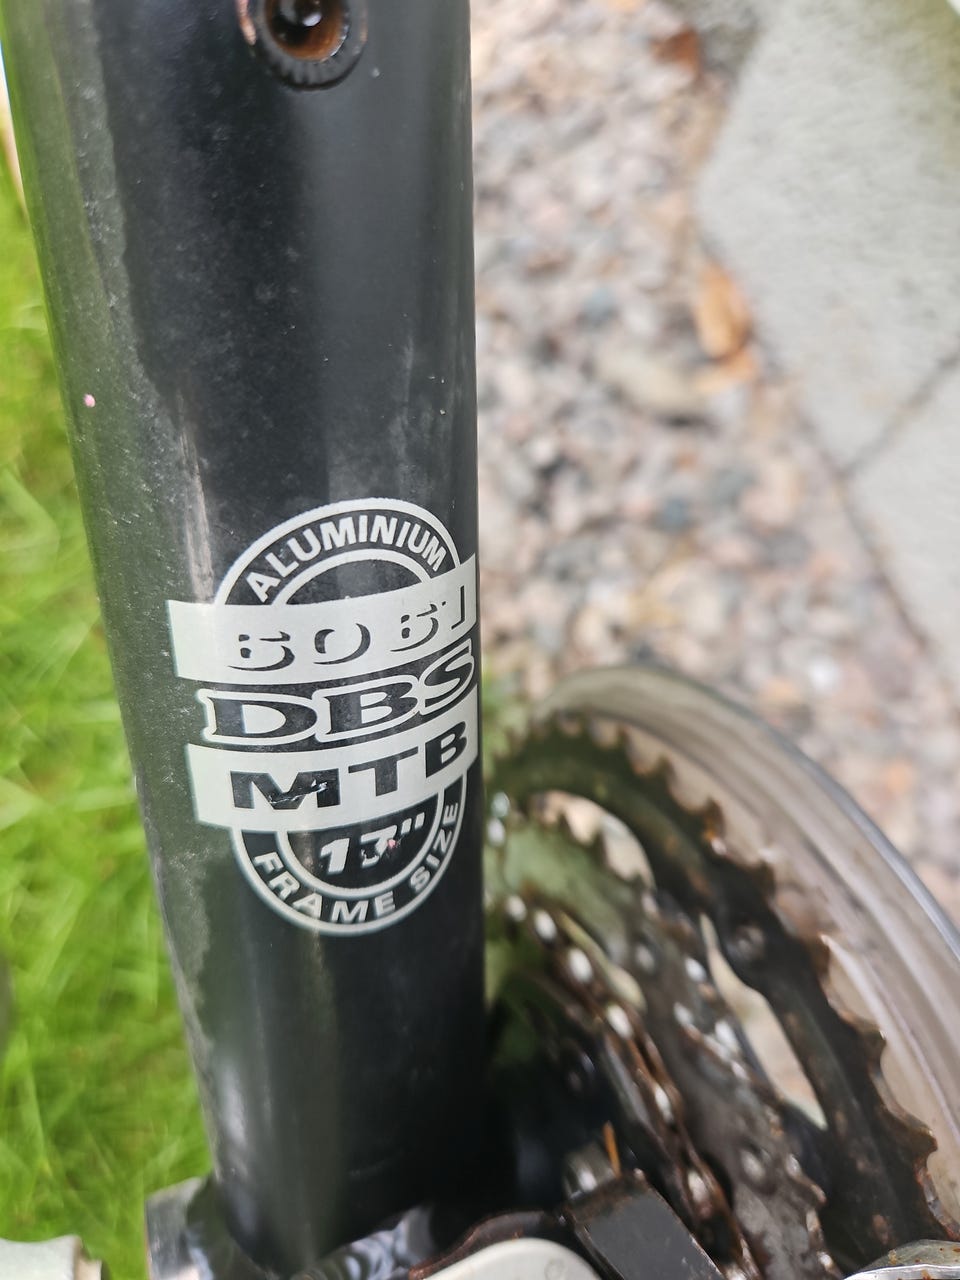 ALUMINIUM
6061
DBS
MTB
13"
FRAME SIZE